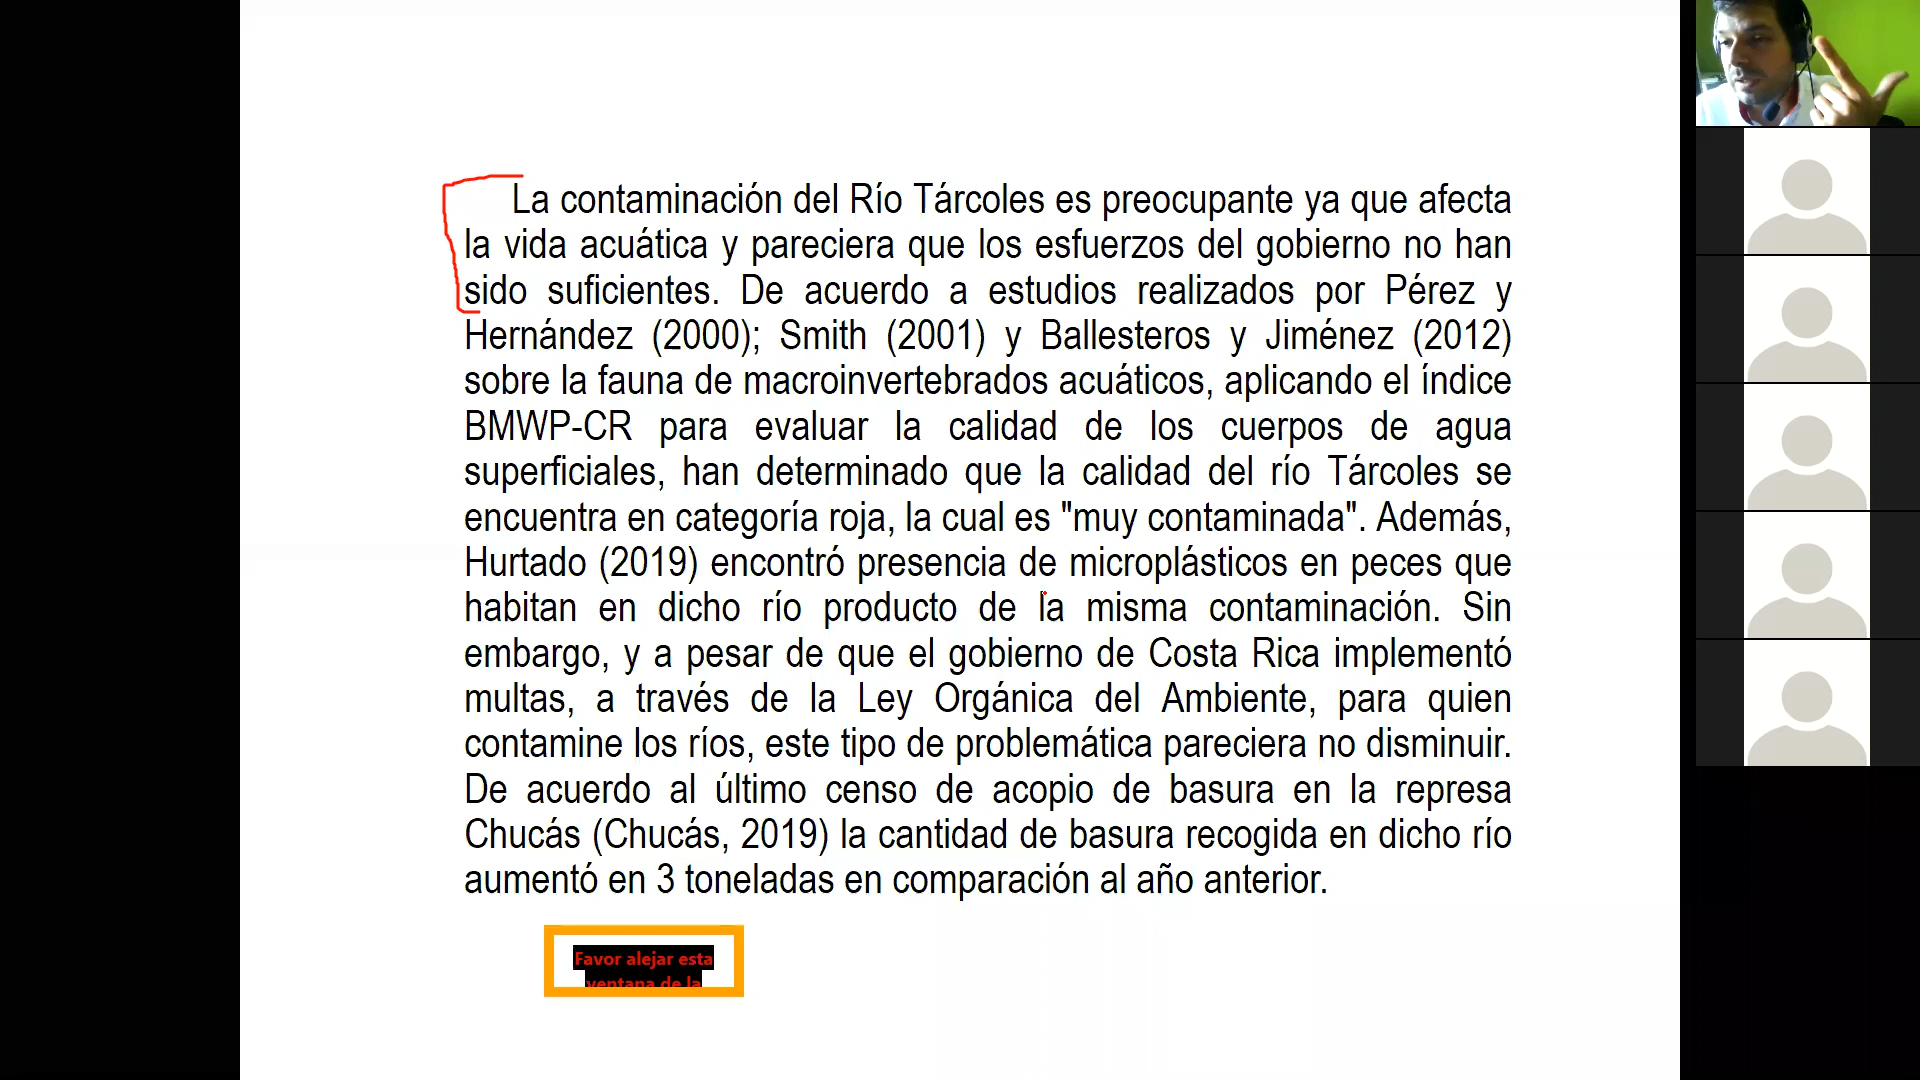 La contaminación del Río Tárcoles es preocupante ya que afecta
la vida acuática y pareciera que los esfuerzos del gobierno no han
sido suficientes. De acuerdo a estudios realizados por Pérez y
Hernández (2000); Smith (2001) y Ballesteros y Jiménez (2012)
sobre la fauna de macroinvertebrados acuáticos, aplicando el índice
BMWP-CR para evaluar la calidad de los cuerpos de agua
superficiales, han determinado que la calidad del río Tárcoles se
encuentra en categoría roja, la cual es "muy contaminada". Además,
Hurtado (2019) encontró presencia de microplásticos en peces que
habitan en dicho río producto de la misma contaminación. Sin
embargo, y a pesar de que el gobierno de Costa Rica implementó
multas, a través de la Ley Orgánica del Ambiente, para quien
contamine los ríos, este tipo de problemática pareciera no disminuir.
De acuerdo al último censo de acopio de basura en la represa
Chucás (Chucás, 2019) la cantidad de basura recogida en dicho río
aumentó en 3 toneladas en comparación al año anterior.
Favor alejar esta
ventana de la